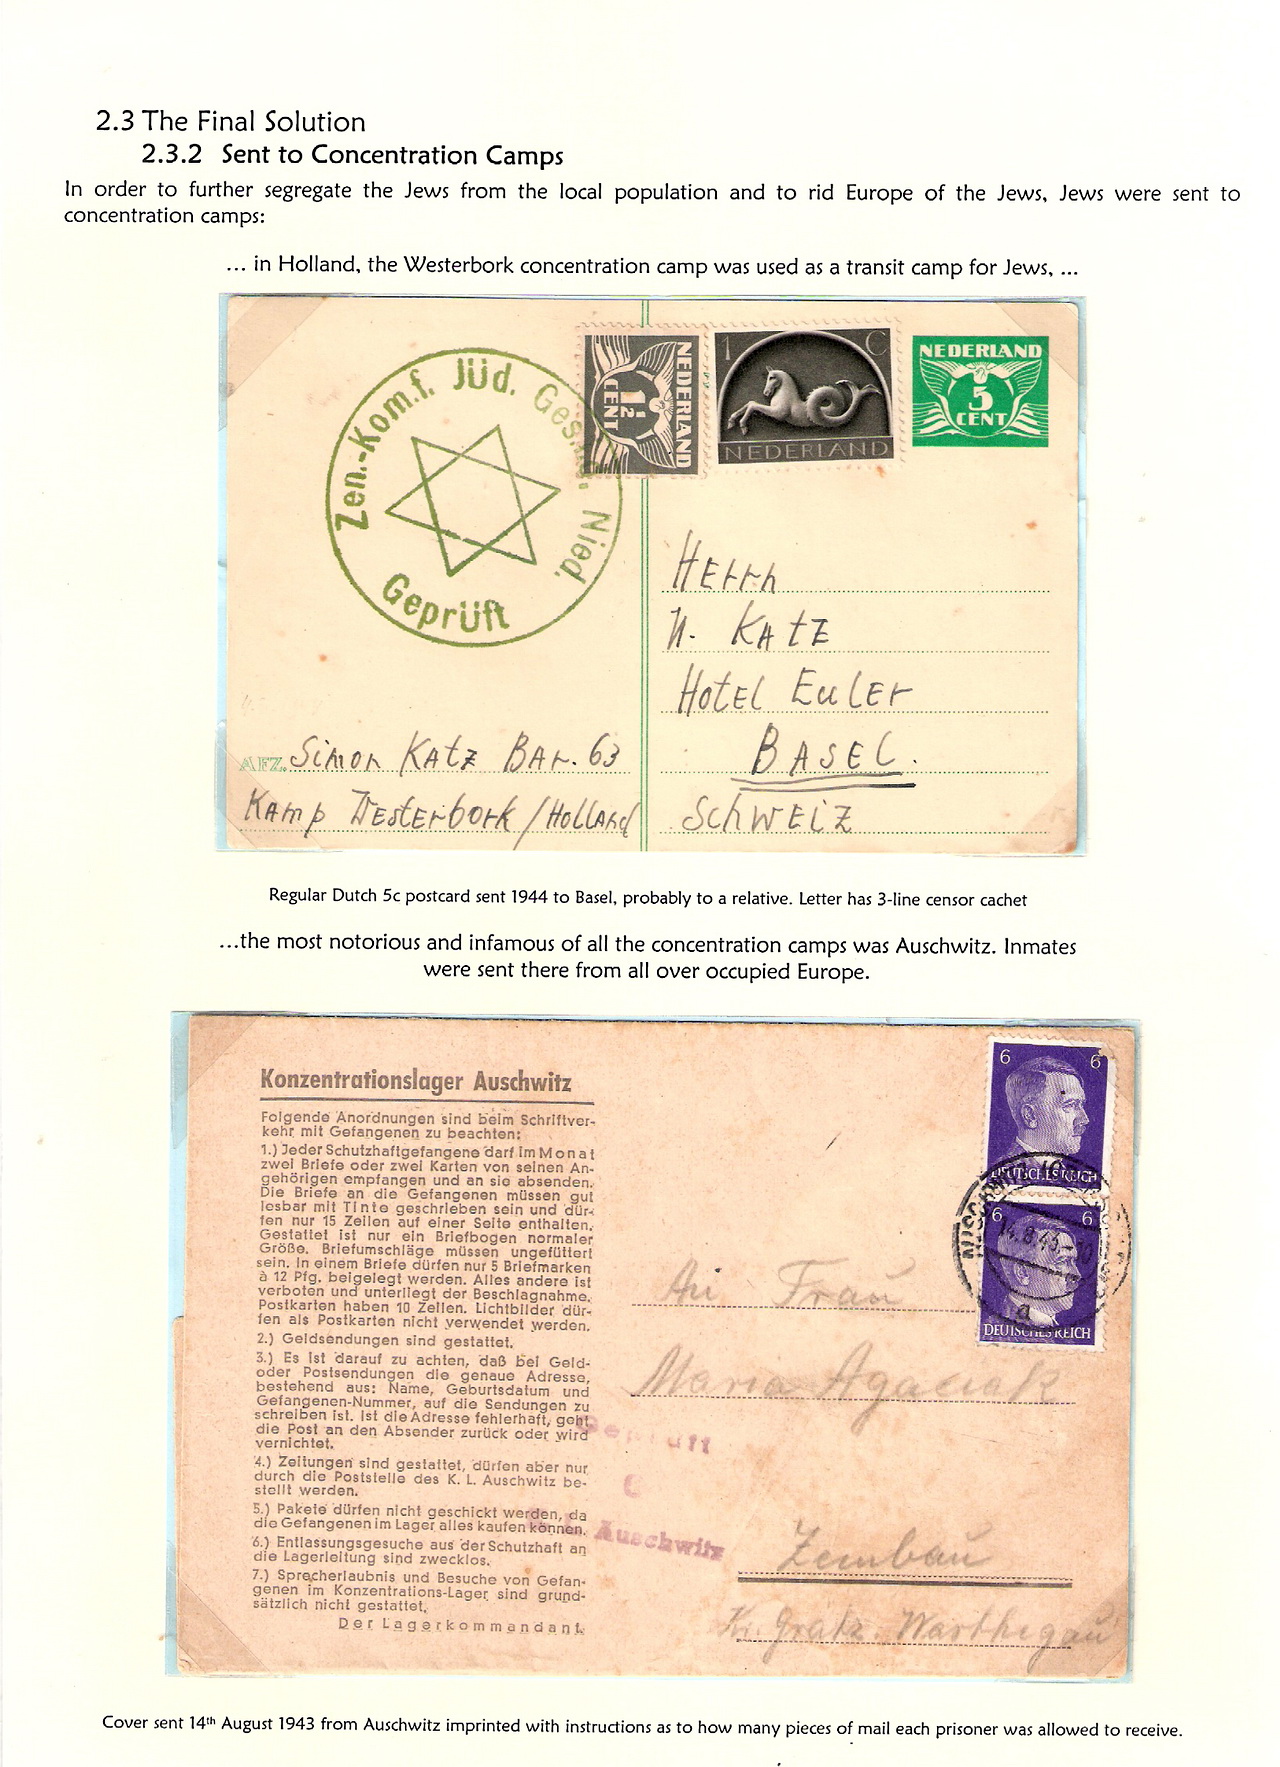 2.3 The Final Solution
2.3.2 Sent to Concentration Camps
In order to further segregate the Jews from the local population and to rid Europe of the Jews, Jews were sent to
concentration camps:
... in Holland, the Westerbork concentration camp was used as a transit camp for Jews, ...
Zen.-Kom.f. Jüd. Gesch. Nied.
Geprüft
NEDERLAND
1½
CENT
1 C
NEDERLAND
NEDERLAND
5
CENT
Herrn
N. Katz
Hotel Euler
BASEL.
Schweiz
AFZ. Simon Katz Bar. 63
Kamp Westerbork / Holland
Regular Dutch 5c postcard sent 1944 to Basel, probably to a relative. Letter has 3-line censor cachet
...the most notorious and infamous of all the concentration camps was Auschwitz. Inmates
were sent there from all over occupied Europe.
Konzentrationslager Auschwitz
Folgende Anordnungen sind beim Schriftver-
kehr mit Gefangenen zu beachten:
1.) Jeder Schutzhaftgefangene darf im Monat
zwei Briefe oder zwei Karten von seinen An-
gehörigen empfangen und an sie absenden.
Die Briefe an die Gefangenen müssen gut
lesbar mit Tinte geschrieben sein und dür-
fen nur 15 Zeilen auf einer Seite enthalten.
Gestattet ist nur ein Briefbogen normaler
Größe. Briefumschläge müssen ungefüttert
sein. In einem Briefe dürfen nur 5 Briefmarken
à 12 Pfg. beigelegt werden. Alles andere ist
verboten und unterliegt der Beschlagnahme.
Postkarten haben 10 Zeilen. Lichtbilder dür-
fen als Postkarten nicht verwendet werden.
2.) Geldsendungen sind gestattet.
3.) Es ist darauf zu achten, daß bei Geld-
oder Postsendungen die genaue Adresse,
bestehend aus: Name, Geburtsdatum und
Gefangenen-Nummer, auf die Sendungen zu
schreiben ist. Ist die Adresse fehlerhaft, geht
die Post an den Absender zurück oder wird
vernichtet.
4.) Zeitungen sind gestattet, dürfen aber nur
durch die Poststelle des K. L. Auschwitz be-
stellt werden.
5.) Pakete dürfen nicht geschickt werden, da
die Gefangenen im Lager alles kaufen können.
6.) Entlassungsgesuche aus der Schutzhaft an
die Lagerleitung sind zwecklos.
7.) Sprecherlaubnis und Besuche von Gefan-
genen im Konzentrations-Lager sind grund-
sätzlich nicht gestattet.
Der Lagerkommandant.
6 6
DEUTSCHES REICH
6 6
DEUTSCHES REICH
AUSCHWITZ
14.8.43
a
An Frau
Maria Agaciak
Geprüft
6
Auschwitz
Zembau
Kr. Grätz. Warthegau
Cover sent 14th August 1943 from Auschwitz imprinted with instructions as to how many pieces of mail each prisoner was allowed to receive.